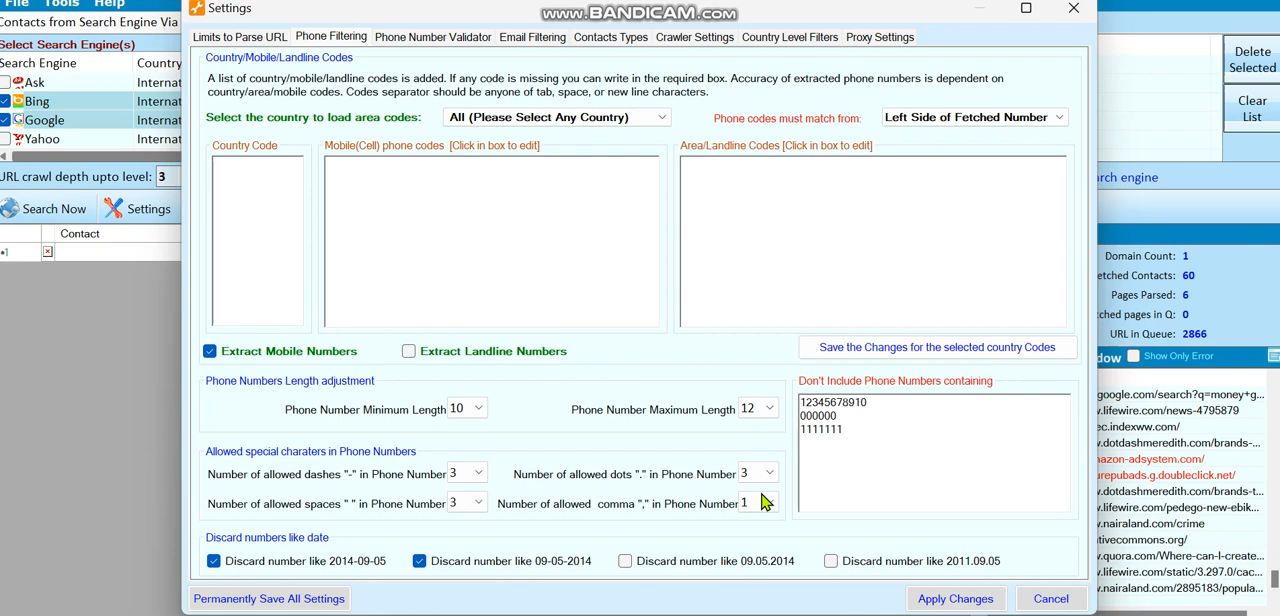 File Tools Help
www.BANDICAM.com
Settings
Contacts from Search Engine Via
Select Search Engine(s)
Search Engine Country
Ask Internat
Bing Internat
Google Internat
Yahoo Internat
URL crawl depth upto level: 3
Search Now Settings
Contact
Limits to Parse URL Phone Filtering Phone Number Validator Email Filtering Contacts Types Crawler Settings Country Level Filters Proxy Settings
Country/Mobile/Landline Codes
A list of country/mobile/landline codes is added. If any code is missing you can write in the required box. Accuracy of extracted phone numbers is dependent on
country/area/mobile codes. Codes separator should be anyone of tab, space, or new line characters.
Select the country to load area codes: All (Please Select Any Country) Phone codes must match from: Left Side of Fetched Number
Country Code Mobile(Cell) phone codes [Click in box to edit] Area/Landline Codes [Click in box to edit]
Extract Mobile Numbers Extract Landline Numbers Save the Changes for the selected country Codes
Phone Numbers Length adjustment
Phone Number Minimum Length 10 Phone Number Maximum Length 12
Allowed special charaters in Phone Numbers
Number of allowed dashes "-" in Phone Number 3 Number of allowed dots "." in Phone Number 3
Number of allowed spaces " " in Phone Number 3 Number of allowed comma "," in Phone Number 1
Don't Include Phone Numbers containing
12345678910
000000
1111111
Discard numbers like date
Discard number like 2014-09-05 Discard number like 09-05-2014 Discard number like 09.05.2014 Discard number like 2011.09.05
Permanently Save All Settings Apply Changes Cancel
Delete
Selected
Clear
List
rch engine
Domain Count: 1
etched Contacts: 60
Pages Parsed: 6
ched pages in Q: 0
URL in Queue: 2866
dow Show Only Error
google.com/search?q=money+g...
.lifewire.com/news-4795879
ec.indexww.com/
.dotdashmeredith.com/brands-...
nazon-adsystem.com/
urepubads.g.doubleclick.net/
.dotdashmeredith.com/brands-t...
.lifewire.com/pedego-new-ebik...
.nairaland.com/crime
ativecommons.org/
.quora.com/Where-can-I-create...
.lifewire.com/static/3.297.0/cac...
.nairaland.com/2895183/popula...